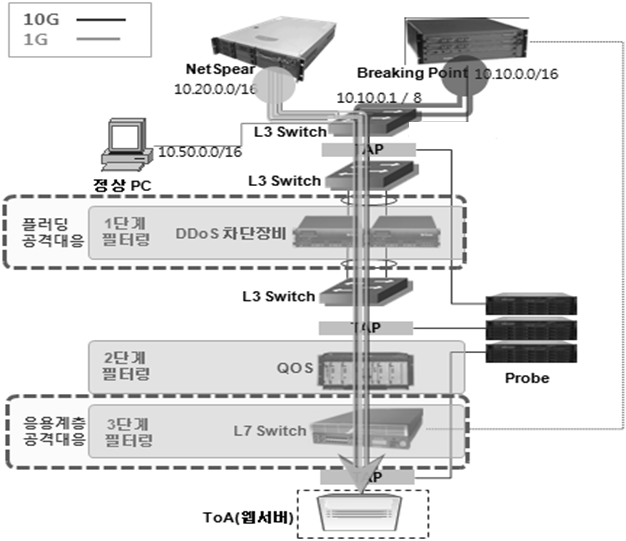 10G
1G
NetSpear
10.20.0.0/16
Breaking Point
10.10.0.0/16
10.10.0.1 / 8
L3 Switch
TAP
정상 PC
10.50.0.0/16
L3 Switch
플러딩
공격대응
1단계
필터링
DDoS 차단장비
L3 Switch
TAP
2단계
필터링
QOS
Probe
응용계층
공격대응
3단계
필터링
L7 Switch
TAP
ToA(웹서버)